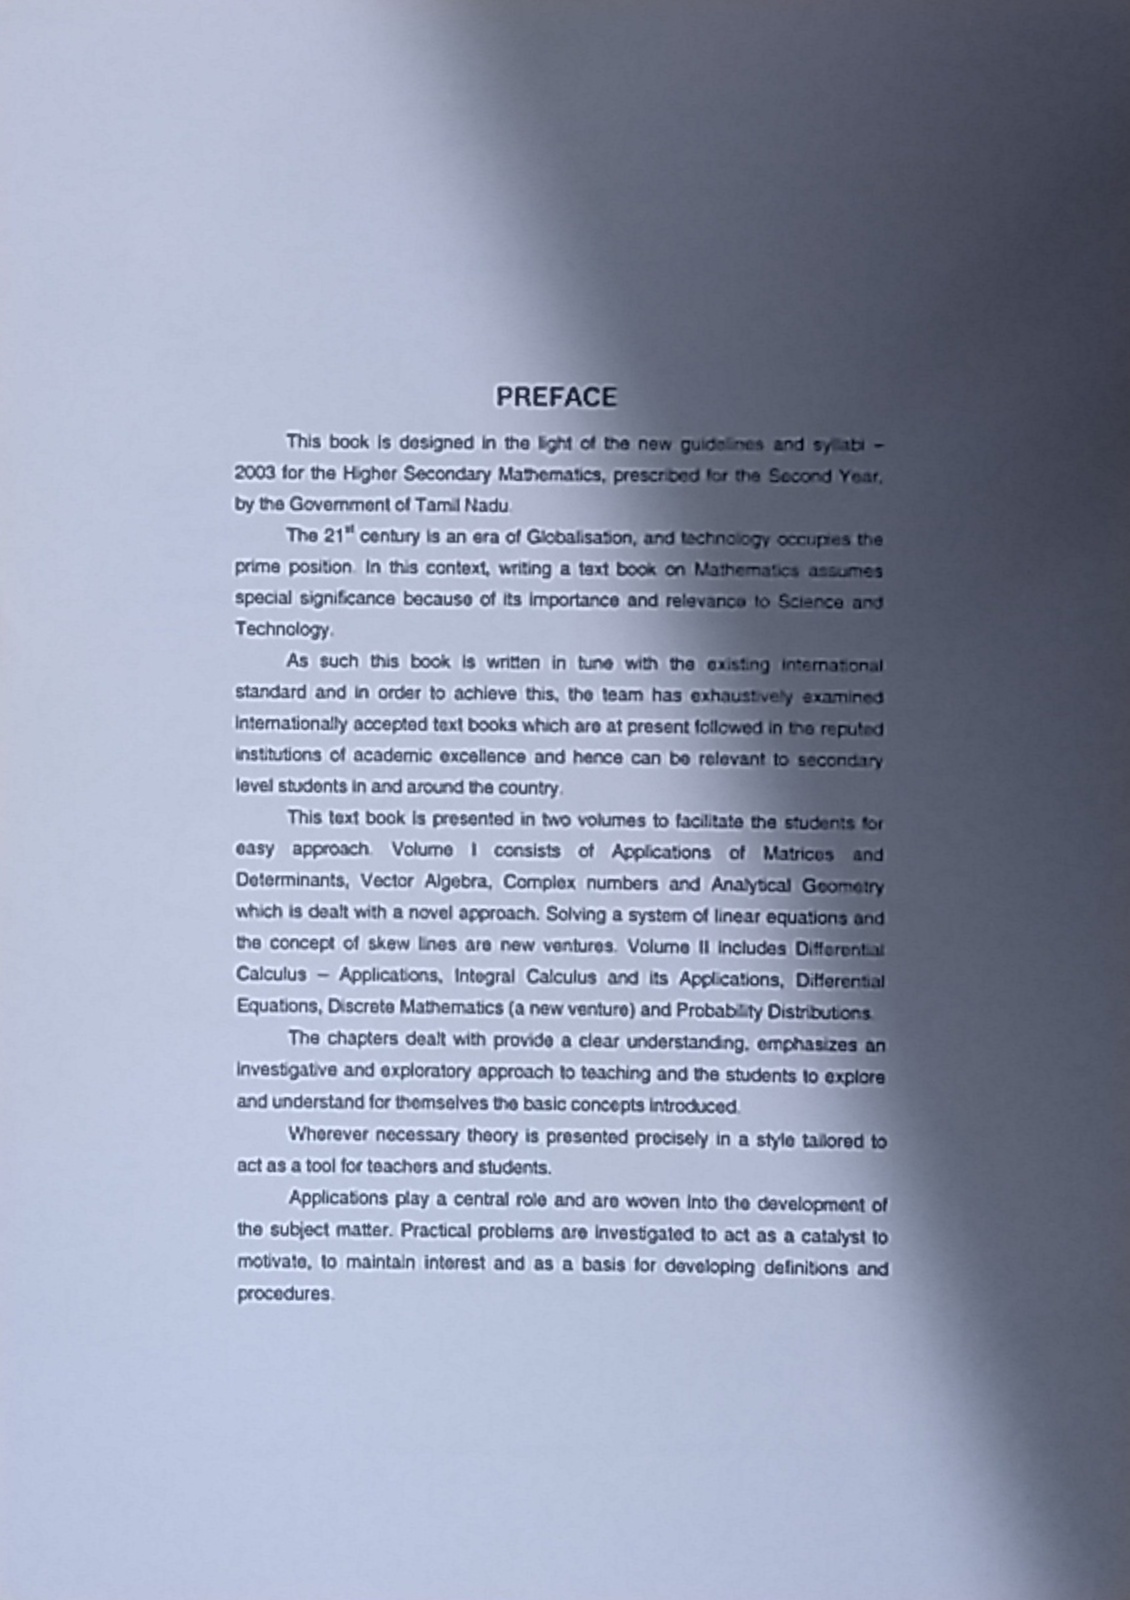 PREFACE
This book is designed in the light of the new guidelines and syllabi –
2003 for the Higher Secondary Mathematics, prescribed for the Second Year,
by the Government of Tamil Nadu.
The 21st century is an era of Globalisation, and technology occupies the
prime position. In this context, writing a text book on Mathematics assumes
special significance because of its importance and relevance to Science and
Technology.
As such this book is written in tune with the existing international
standard and in order to achieve this, the team has exhaustively examined
internationally accepted text books which are at present followed in the reputed
institutions of academic excellence and hence can be relevant to secondary
level students in and around the country.
This text book is presented in two volumes to facilitate the students for
easy approach. Volume I consists of Applications of Matrices and
Determinants, Vector Algebra, Complex numbers and Analytical Geometry
which is dealt with a novel approach. Solving a system of linear equations and
the concept of skew lines are new ventures. Volume II includes Differential
Calculus – Applications, Integral Calculus and its Applications, Differential
Equations, Discrete Mathematics (a new venture) and Probability Distributions.
The chapters dealt with provide a clear understanding, emphasizes an
investigative and exploratory approach to teaching and the students to explore
and understand for themselves the basic concepts introduced.
Wherever necessary theory is presented precisely in a style tailored to
act as a tool for teachers and students.
Applications play a central role and are woven into the development of
the subject matter. Practical problems are investigated to act as a catalyst to
motivate, to maintain interest and as a basis for developing definitions and
procedures.